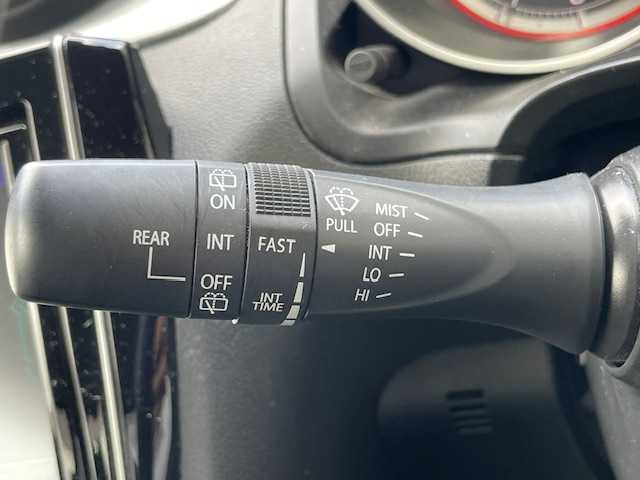 REAR
ON
INT
OFF
FAST
INT
TIME
PULL
MIST
OFF
INT
LO
HI